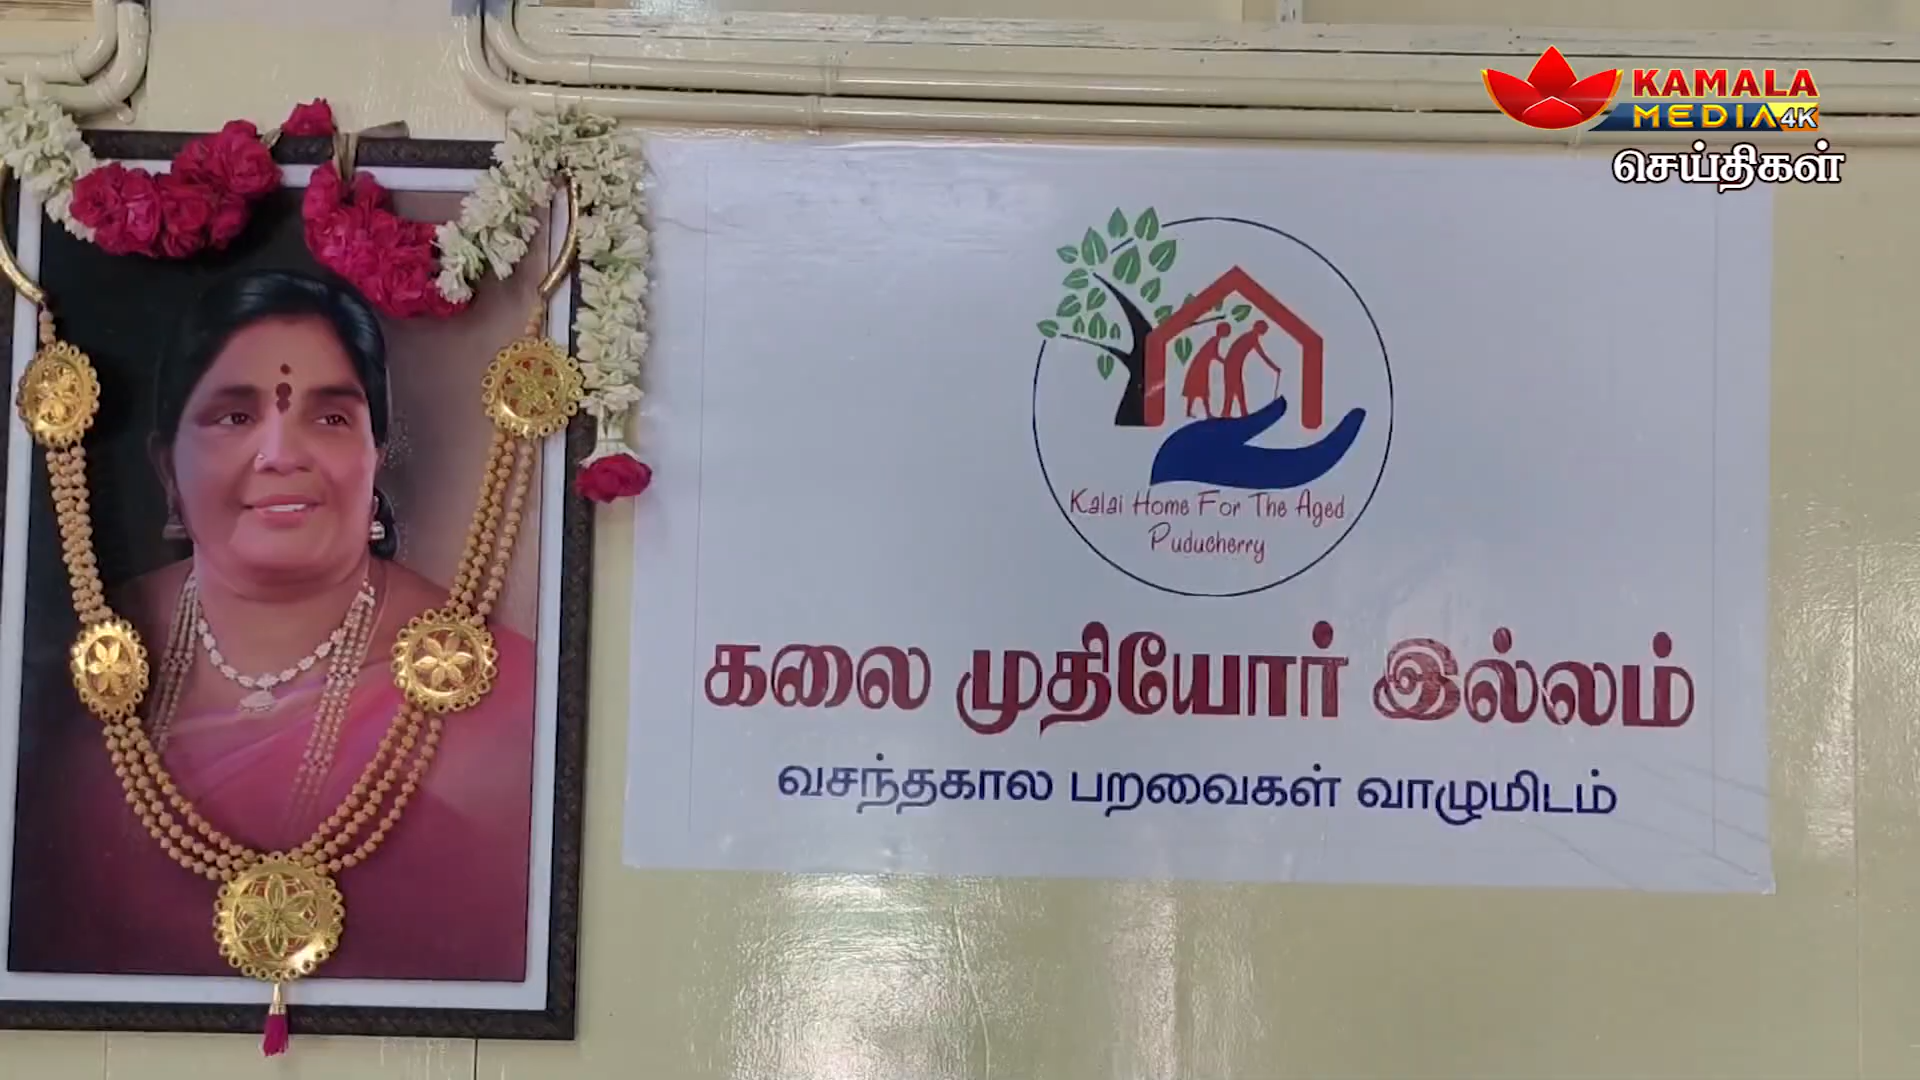 KAMALA
MEDIA 4K
செய்திகள்
Kalai Home For The Aged
Puducherry
கலை முதியோர் இல்லம்
வசந்தகால பறவைகள் வாழுமிடம்